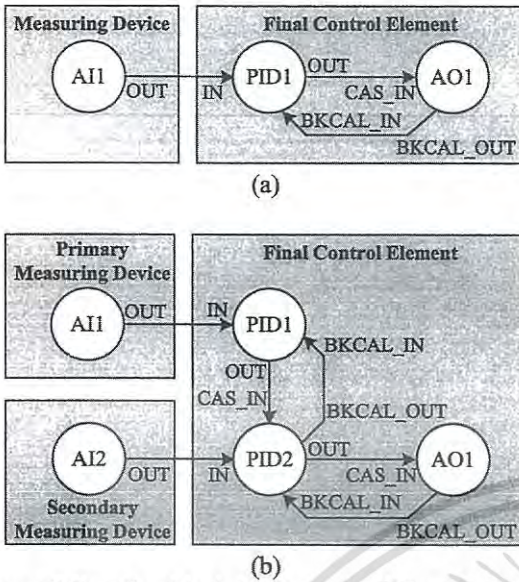 Measuring Device
Final Control Element
AI1
OUT
IN
PID1
OUT
CAS_IN
AO1
BKCAL_IN
BKCAL_OUT
(a)
Primary
Measuring Device
Final Control Element
AI1
OUT
IN
PID1
BKCAL_IN
OUT
CAS_IN
BKCAL_OUT
AI2
OUT
IN
PID2
OUT
CAS_IN
AO1
BKCAL_IN
BKCAL_OUT
Secondary
Measuring Device
(b)